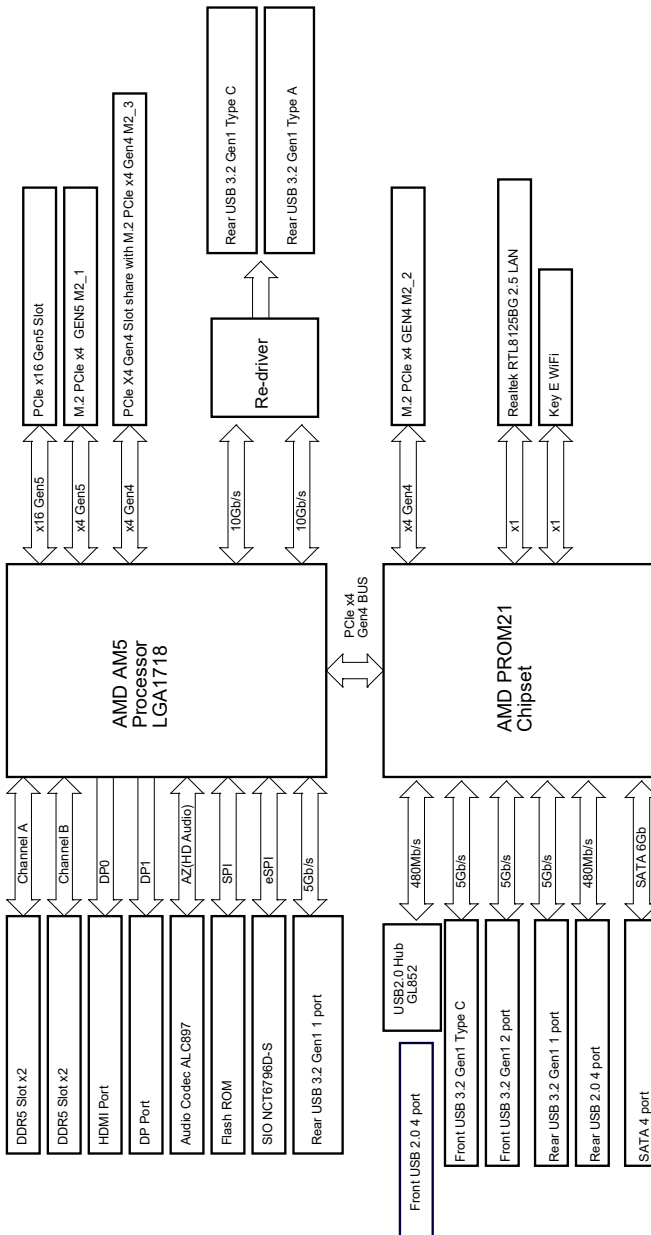 DDR5 Slot x2
DDR5 Slot x2
HDMI Port
DP Port
Audio Codec ALC897
Flash ROM
SIO NCT6796D-S
Rear USB 3.2 Gen1 1 port
Channel A
Channel B
DP0
DP1
AZ(HD Audio)
SPI
eSPI
5Gb/s
AMD AM5
Processor
LGA1718
x16 Gen5
x4 Gen5
x4 Gen4
10Gb/s
10Gb/s
PCIe x16 Gen5 Slot
M.2 PCIe x4 GEN5 M2_1
PCIe X4 Gen4 Slot share with M.2 PCIe x4 Gen4 M2_3
Re-driver
Rear USB 3.2 Gen1 Type C
Rear USB 3.2 Gen1 Type A
PCIe x4
Gen4 BUS
Front USB 2.0 4 port
USB2.0 Hub
GL852
Front USB 3.2 Gen1 Type C
Front USB 3.2 Gen1 2 port
Rear USB 3.2 Gen1 1 port
Rear USB 2.0 4 port
SATA 4 port
480Mb/s
5Gb/s
5Gb/s
5Gb/s
480Mb/s
SATA 6Gb
AMD PROM21
Chipset
x4 Gen4
x1
x1
M.2 PCIe x4 GEN4 M2_2
Realtek RTL8125BG 2.5 LAN
Key E WiFi